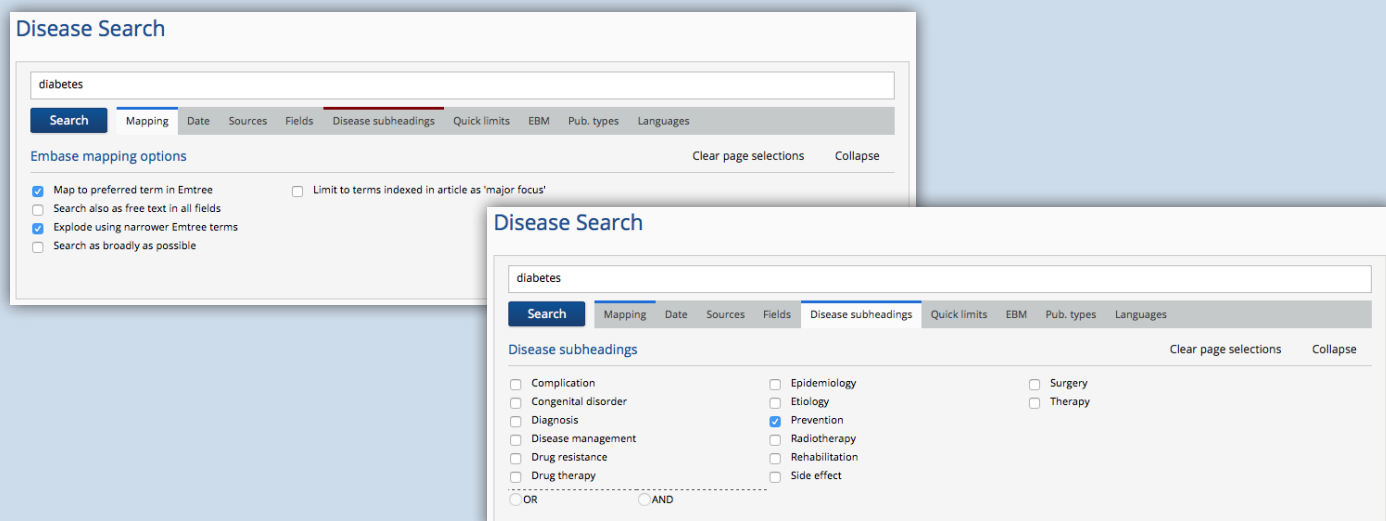 Disease Search
diabetes
Search Mapping Date Sources Fields Disease subheadings Quick limits EBM Pub. types Languages
Embase mapping options Clear page selections Collapse
Map to preferred term in Emtree Limit to terms indexed in article as 'major focus'
Search also as free text in all fields
Explode using narrower Emtree terms
Search as broadly as possible
Disease Search
diabetes
Search Mapping Date Sources Fields Disease subheadings Quick limits EBM Pub. types Languages
Disease subheadings Clear page selections Collapse
Complication Epidemiology Surgery
Congenital disorder Etiology Therapy
Diagnosis Prevention
Disease management Radiotherapy
Drug resistance Rehabilitation
Drug therapy Side effect
OR AND